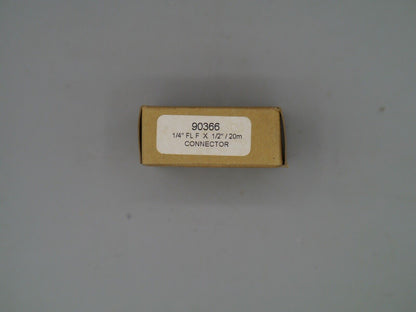 90366
1/4" FL F X 1/2" / 20m
CONNECTOR